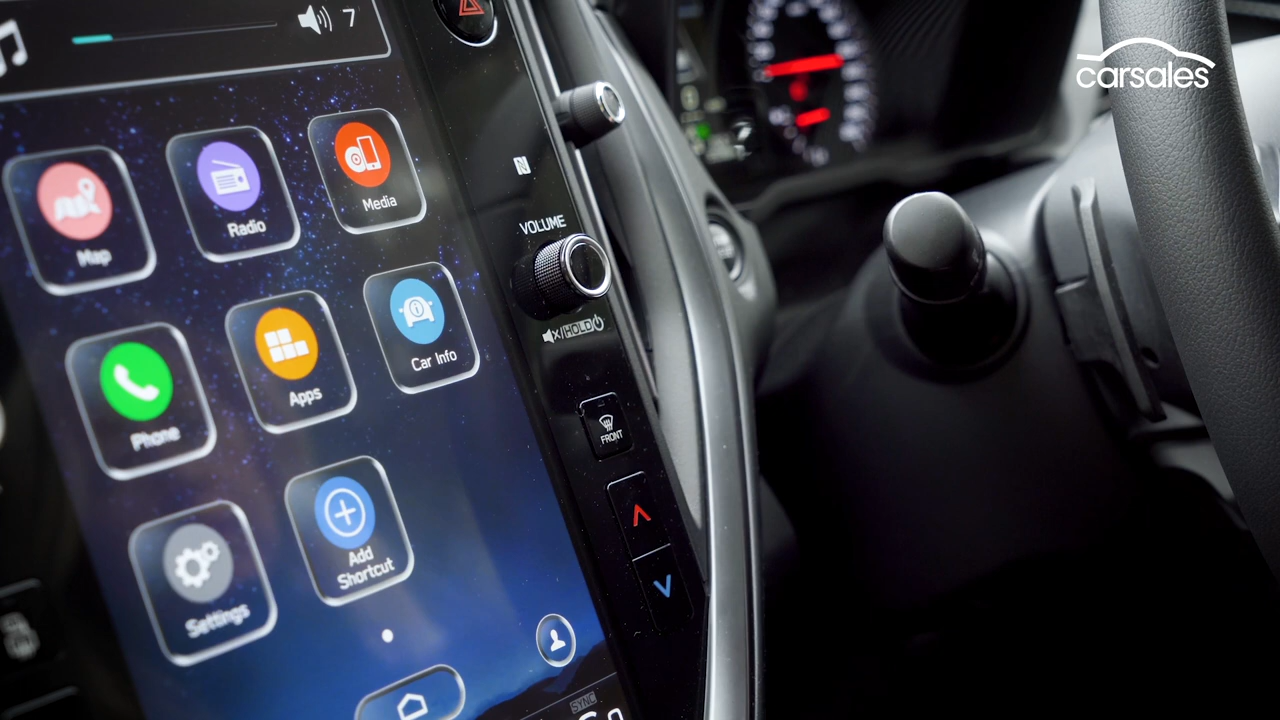 7
carsales
Map
Radio
Media
VOLUME
HOLD
Phone
Apps
Car Info
FRONT
Settings
Add
Shortcut
SYNC